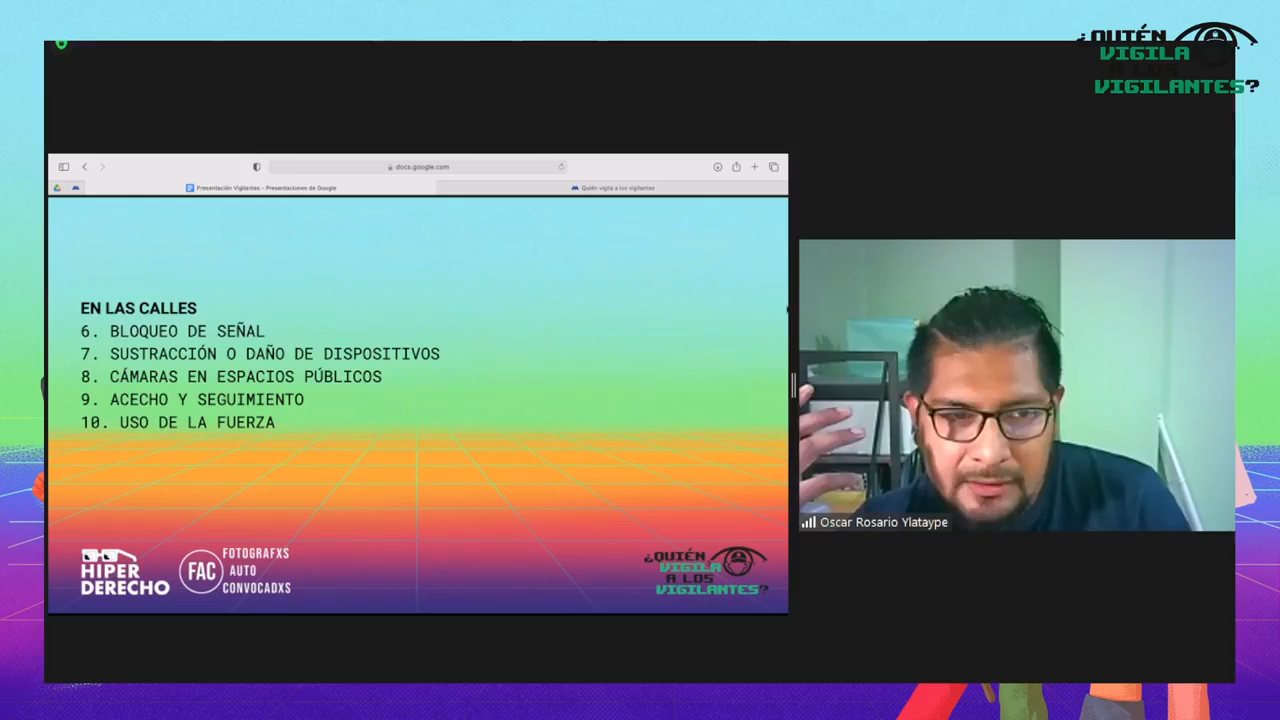 ¿QUIÉN
VIGILA
A LOS
VIGILANTES?
docs.google.com
Presentación Vigilantes - Presentaciones de Google
Quién vigila a los vigilantes
EN LAS CALLES
6. BLOQUEO DE SEÑAL
7. SUSTRACCIÓN O DAÑO DE DISPOSITIVOS
8. CÁMARAS EN ESPACIOS PÚBLICOS
9. ACECHO Y SEGUIMIENTO
10. USO DE LA FUERZA
HIPER
DERECHO
FAC
FOTOGRAFXS
AUTO
CONVOCADXS
¿QUIÉN
VIGILA
A LOS
VIGILANTES?
Oscar Rosario Ylataype